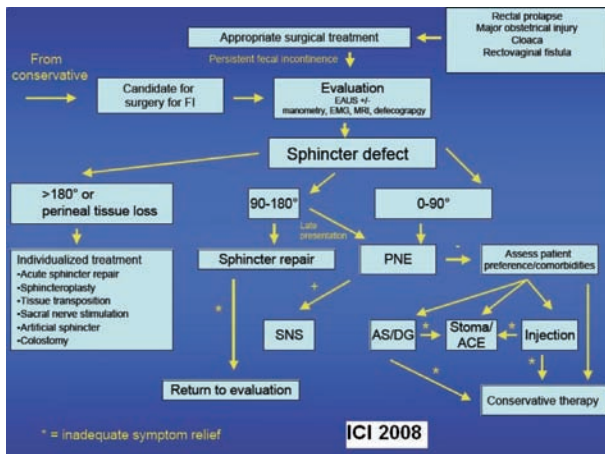 Rectal prolapse
Major obstetrical injury
Cloaca
Rectovaginal fistula
Appropriate surgical treatment
From
conservative
Persistent fecal incontinence
Candidate for
surgery for FI
Evaluation
EAUS +/-
manometry, EMG, MRI, defecograpgy
Sphincter defect
>180° or
perineal tissue loss
90-180°
0-90°
Late
presentation
Individualized treatment
•Acute sphincter repair
•Sphincteroplasty
•Tissue transposition
•Sacral nerve stimulation
•Artificial sphincter
•Colostomy
Sphincter repair
PNE
-
Assess patient
preference/comorbidities
+
*
SNS
AS/DG
*
Stoma/
ACE
*
Injection
*
*
Return to evaluation
Conservative therapy
* = inadequate symptom relief
ICI 2008